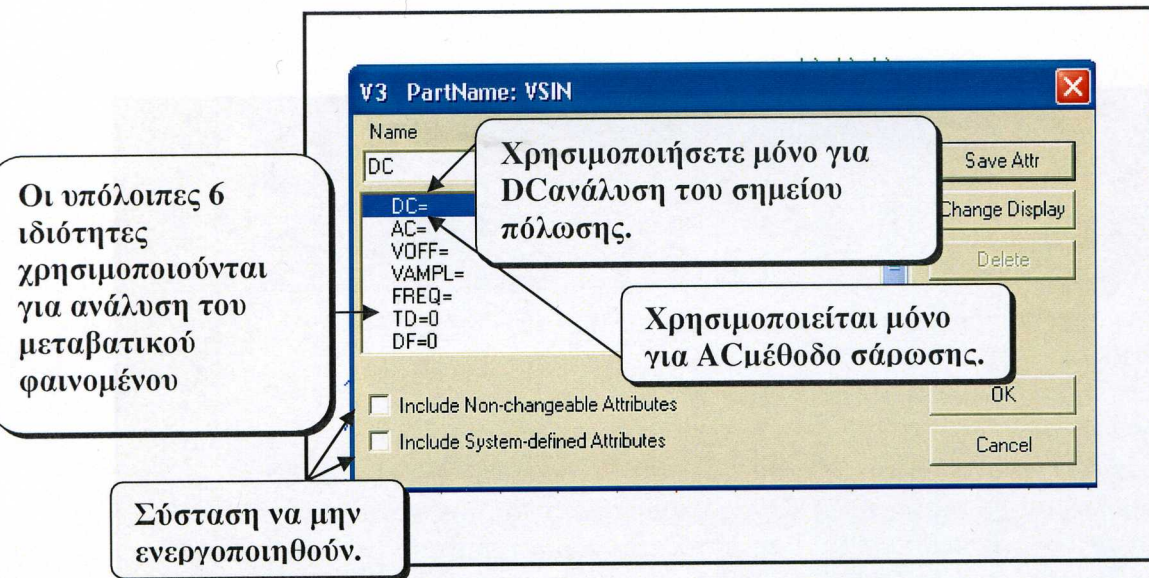 V3 PartName: VSIN
Name
DC
DC=
AC=
VOFF=
VAMPL=
FREQ=
TD=0
DF=0
Save Attr
Change Display
Delete
Include Non-changeable Attributes
Include System-defined Attributes
OK
Cancel
Χρησιμοποιήσετε μόνο για
DCανάλυση του σημείου
πόλωσης.
Οι υπόλοιπες 6
ιδιότητες
χρησιμοποιούνται
για ανάλυση του
μεταβατικού
φαινομένου
Χρησιμοποιείται μόνο
για ACμέθοδο σάρωσης.
Σύσταση να μην
ενεργοποιηθούν.